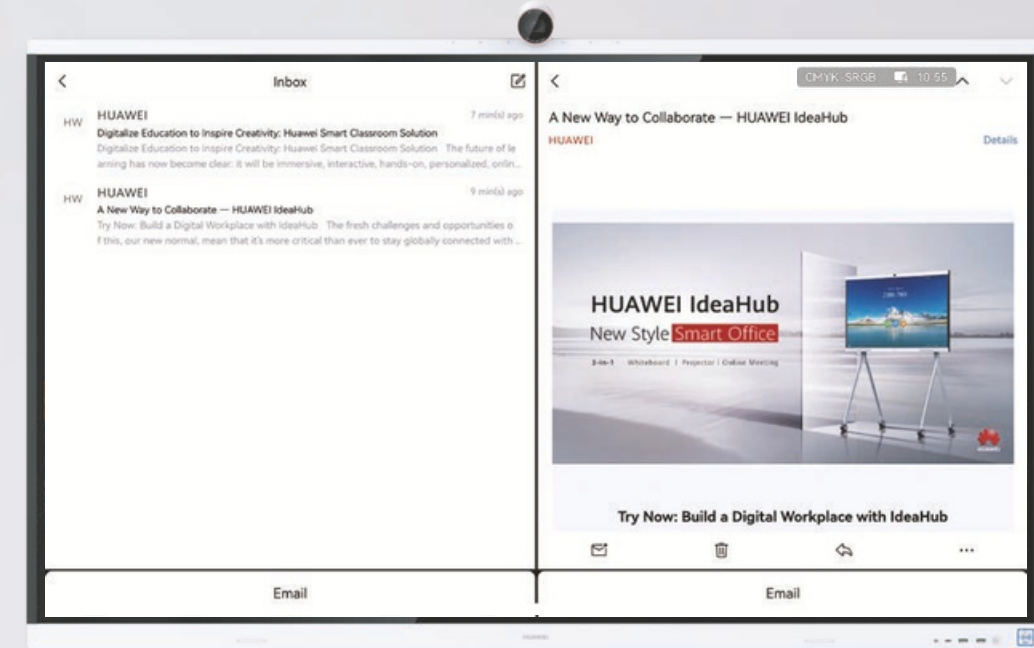 Inbox
HW
HUAWEI
7 min(s) ago
Digitalize Education to Inspire Creativity: Huawei Smart Classroom Solution
Digitalize Education to Inspire Creativity: Huawei Smart Classroom Solution The future of le
arning has now become clear: it will be immersive, interactive, hands-on, personalized, onlin...
HW
HUAWEI
9 min(s) ago
A New Way to Collaborate — HUAWEI IdeaHub
Try Now: Build a Digital Workplace with IdeaHub The fresh challenges and opportunities o
f this, our new normal, mean that it's more critical than ever to stay globally connected with ...
Email
CMYK SRGB 10:55
A New Way to Collaborate — HUAWEI IdeaHub
HUAWEI
Details
HUAWEI IdeaHub
New Style Smart Office
3-in-1 Whiteboard | Projector | Online Meeting
HUAWEI
Try Now: Build a Digital Workplace with IdeaHub
Email
HUAWEI